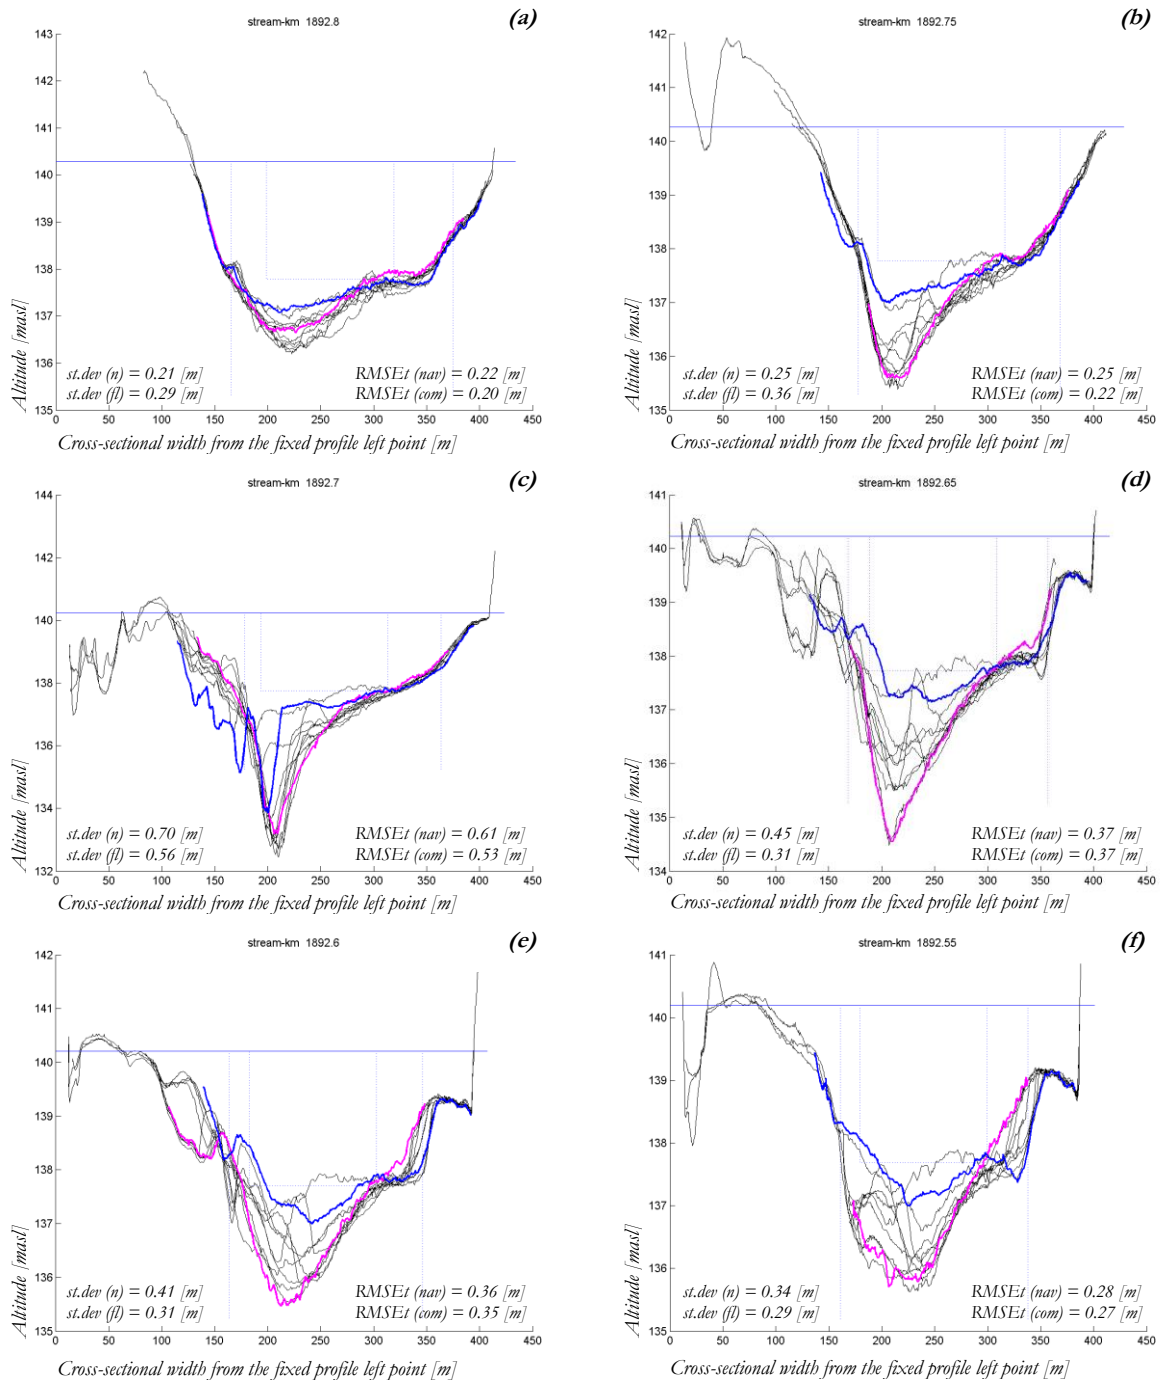 stream-km 1892.8
(a)
143
142
141
140
139
138
137
136
135
0 50 100 150 200 250 300 350 400 450
Altitude [masl]
st.dev (n) = 0.21 [m]
st.dev (fl) = 0.29 [m]
RMSEt (nav) = 0.22 [m]
RMSEt (com) = 0.20 [m]
Cross-sectional width from the fixed profile left point [m]
stream-km 1892.75
(b)
142
141
140
139
138
137
136
135
0 50 100 150 200 250 300 350 400 450
Altitude [masl]
st.dev (n) = 0.25 [m]
st.dev (fl) = 0.36 [m]
RMSEt (nav) = 0.25 [m]
RMSEt (com) = 0.22 [m]
Cross-sectional width from the fixed profile left point [m]
stream-km 1892.7
(c)
144
142
140
138
136
134
132
0 50 100 150 200 250 300 350 400 450
Altitude [masl]
st.dev (n) = 0.70 [m]
st.dev (fl) = 0.56 [m]
RMSEt (nav) = 0.61 [m]
RMSEt (com) = 0.53 [m]
Cross-sectional width from the fixed profile left point [m]
stream-km 1892.65
(d)
141
140
139
138
137
136
135
134
0 50 100 150 200 250 300 350 400 450
Altitude [masl]
st.dev (n) = 0.45 [m]
st.dev (fl) = 0.31 [m]
RMSEt (nav) = 0.37 [m]
RMSEt (com) = 0.37 [m]
Cross-sectional width from the fixed profile left point [m]
stream-km 1892.6
(e)
142
141
140
139
138
137
136
135
0 50 100 150 200 250 300 350 400 450
Altitude [masl]
st.dev (n) = 0.41 [m]
st.dev (fl) = 0.31 [m]
RMSEt (nav) = 0.36 [m]
RMSEt (com) = 0.35 [m]
Cross-sectional width from the fixed profile left point [m]
stream-km 1892.55
(f)
141
140
139
138
137
136
135
0 50 100 150 200 250 300 350 400 450
Altitude [masl]
st.dev (n) = 0.34 [m]
st.dev (fl) = 0.29 [m]
RMSEt (nav) = 0.28 [m]
RMSEt (com) = 0.27 [m]
Cross-sectional width from the fixed profile left point [m]